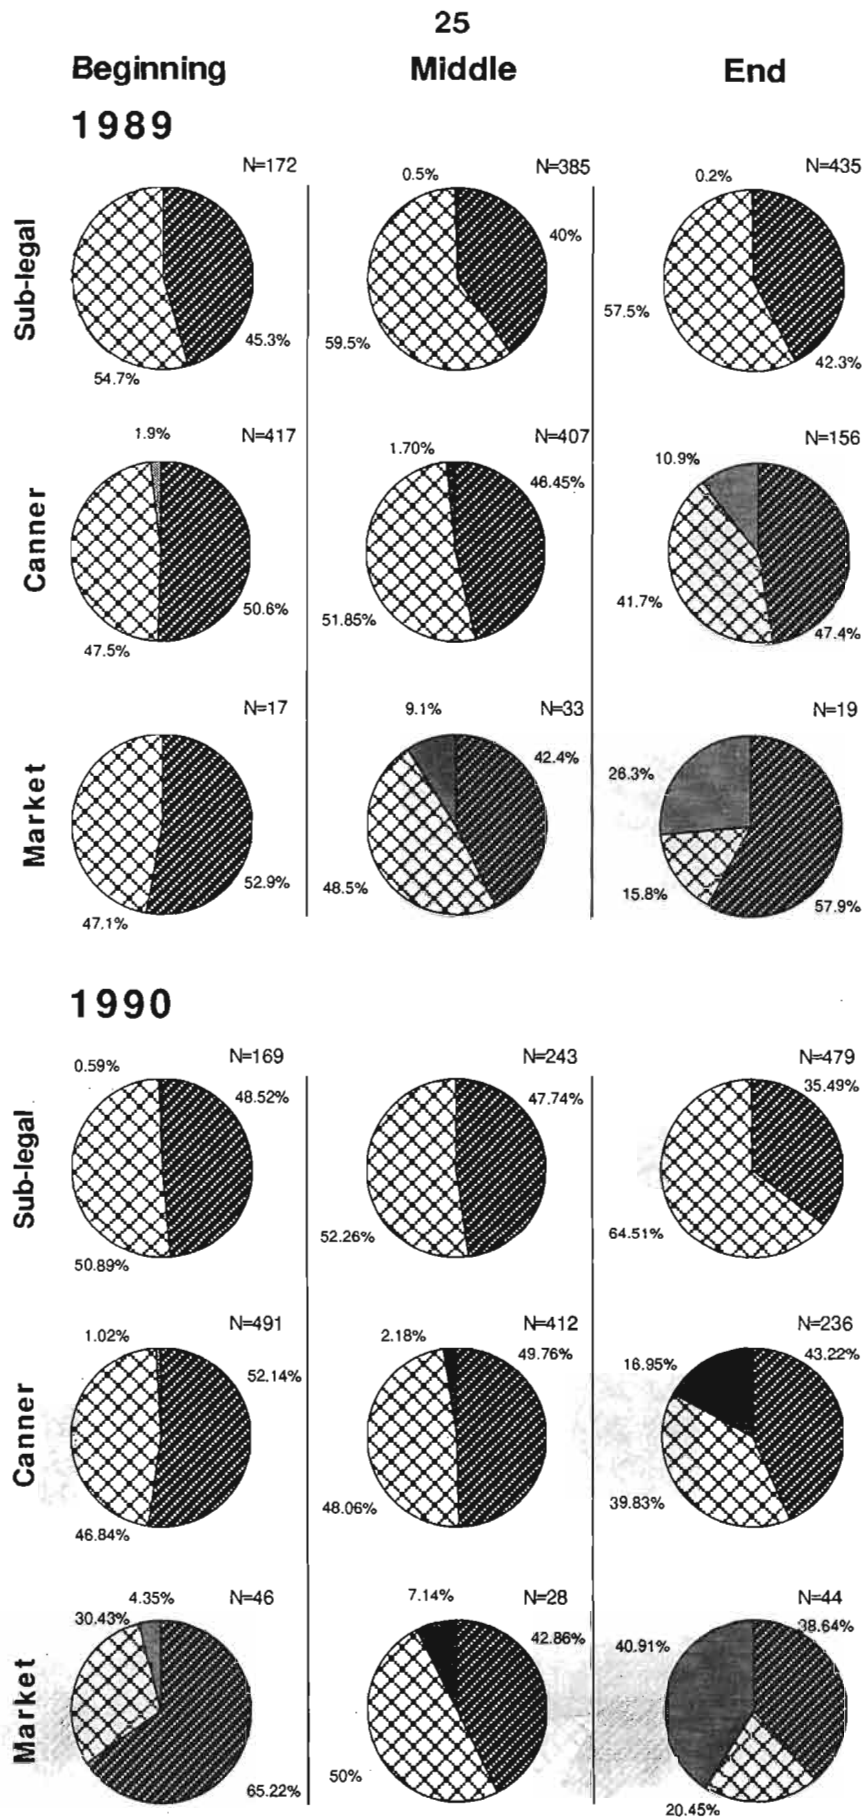 25
Beginning Middle End
1989
Sub-legal
N=172
45.3%
54.7%
0.5%
N=385
40%
59.5%
0.2%
N=435
57.5%
42.3%
Canner
1.9%
N=417
50.6%
47.5%
1.70%
N=407
46.45%
51.85%
10.9%
N=156
41.7%
47.4%
Market
N=17
52.9%
47.1%
9.1%
N=33
42.4%
48.5%
N=19
26.3%
15.8%
57.9%
1990
Sub-legal
0.59%
N=169
48.52%
50.89%
N=243
47.74%
52.26%
N=479
35.49%
64.51%
Canner
1.02%
N=491
52.14%
46.84%
2.18%
N=412
49.76%
48.06%
N=236
16.95%
43.22%
39.83%
Market
4.35%
N=46
30.43%
65.22%
7.14%
N=28
42.86%
50%
N=44
38.64%
40.91%
20.45%